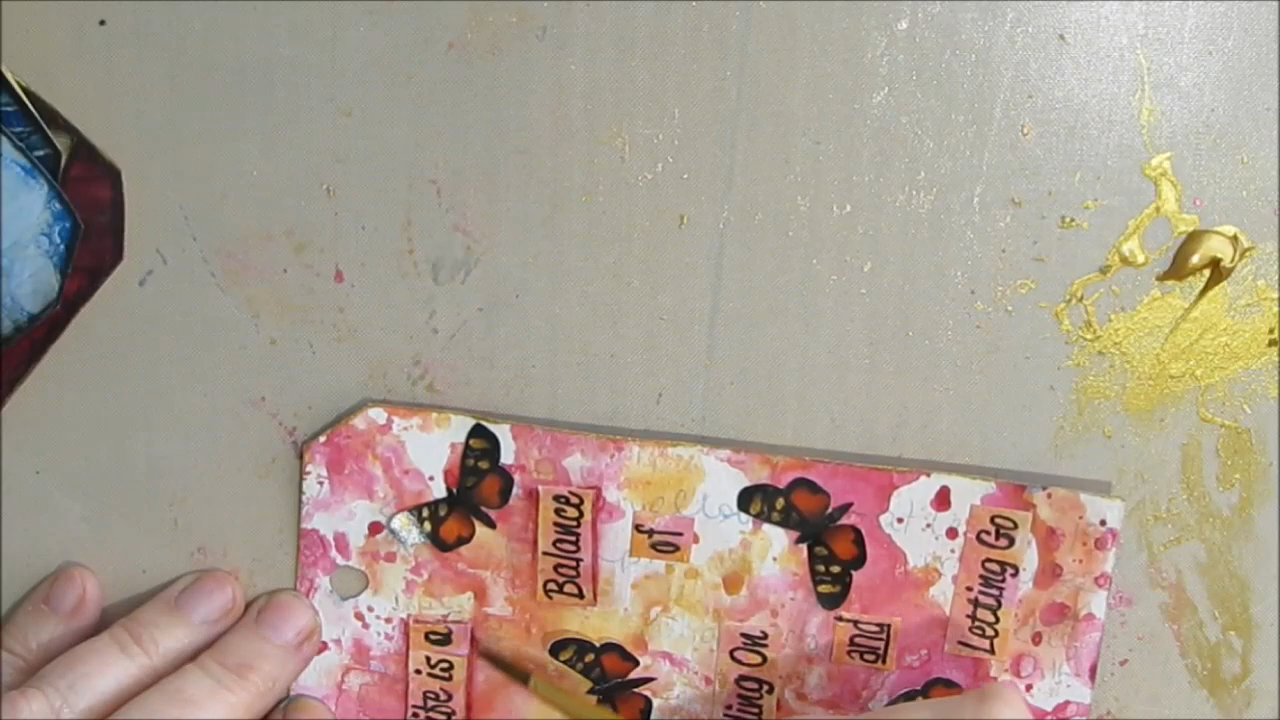 ife is a
Balance
of
ling On
and
Letting Go